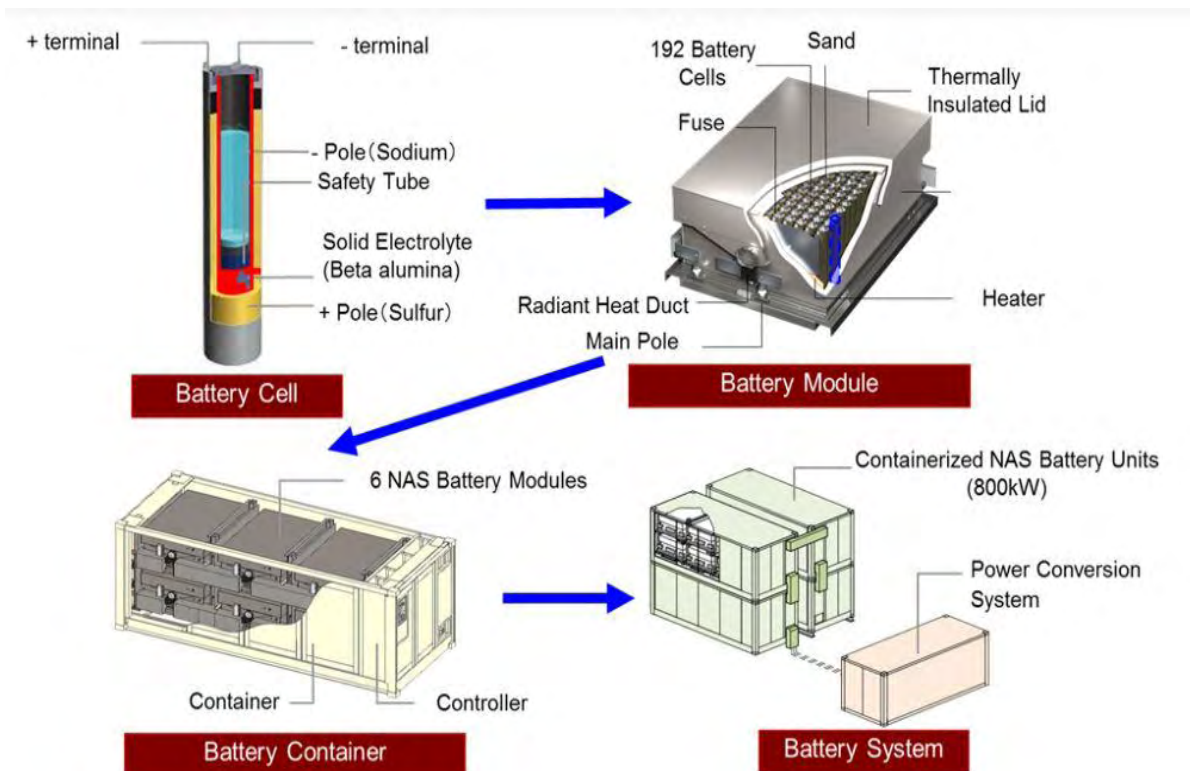 + terminal
- terminal
- Pole(Sodium)
Safety Tube
Solid Electrolyte
(Beta alumina)
+ Pole(Sulfur)
Battery Cell
192 Battery
Cells
Sand
Thermally
Insulated Lid
Fuse
Radiant Heat Duct
Main Pole
Heater
Battery Module
6 NAS Battery Modules
Container
Controller
Battery Container
Containerized NAS Battery Units
(800kW)
Power Conversion
System
Battery System